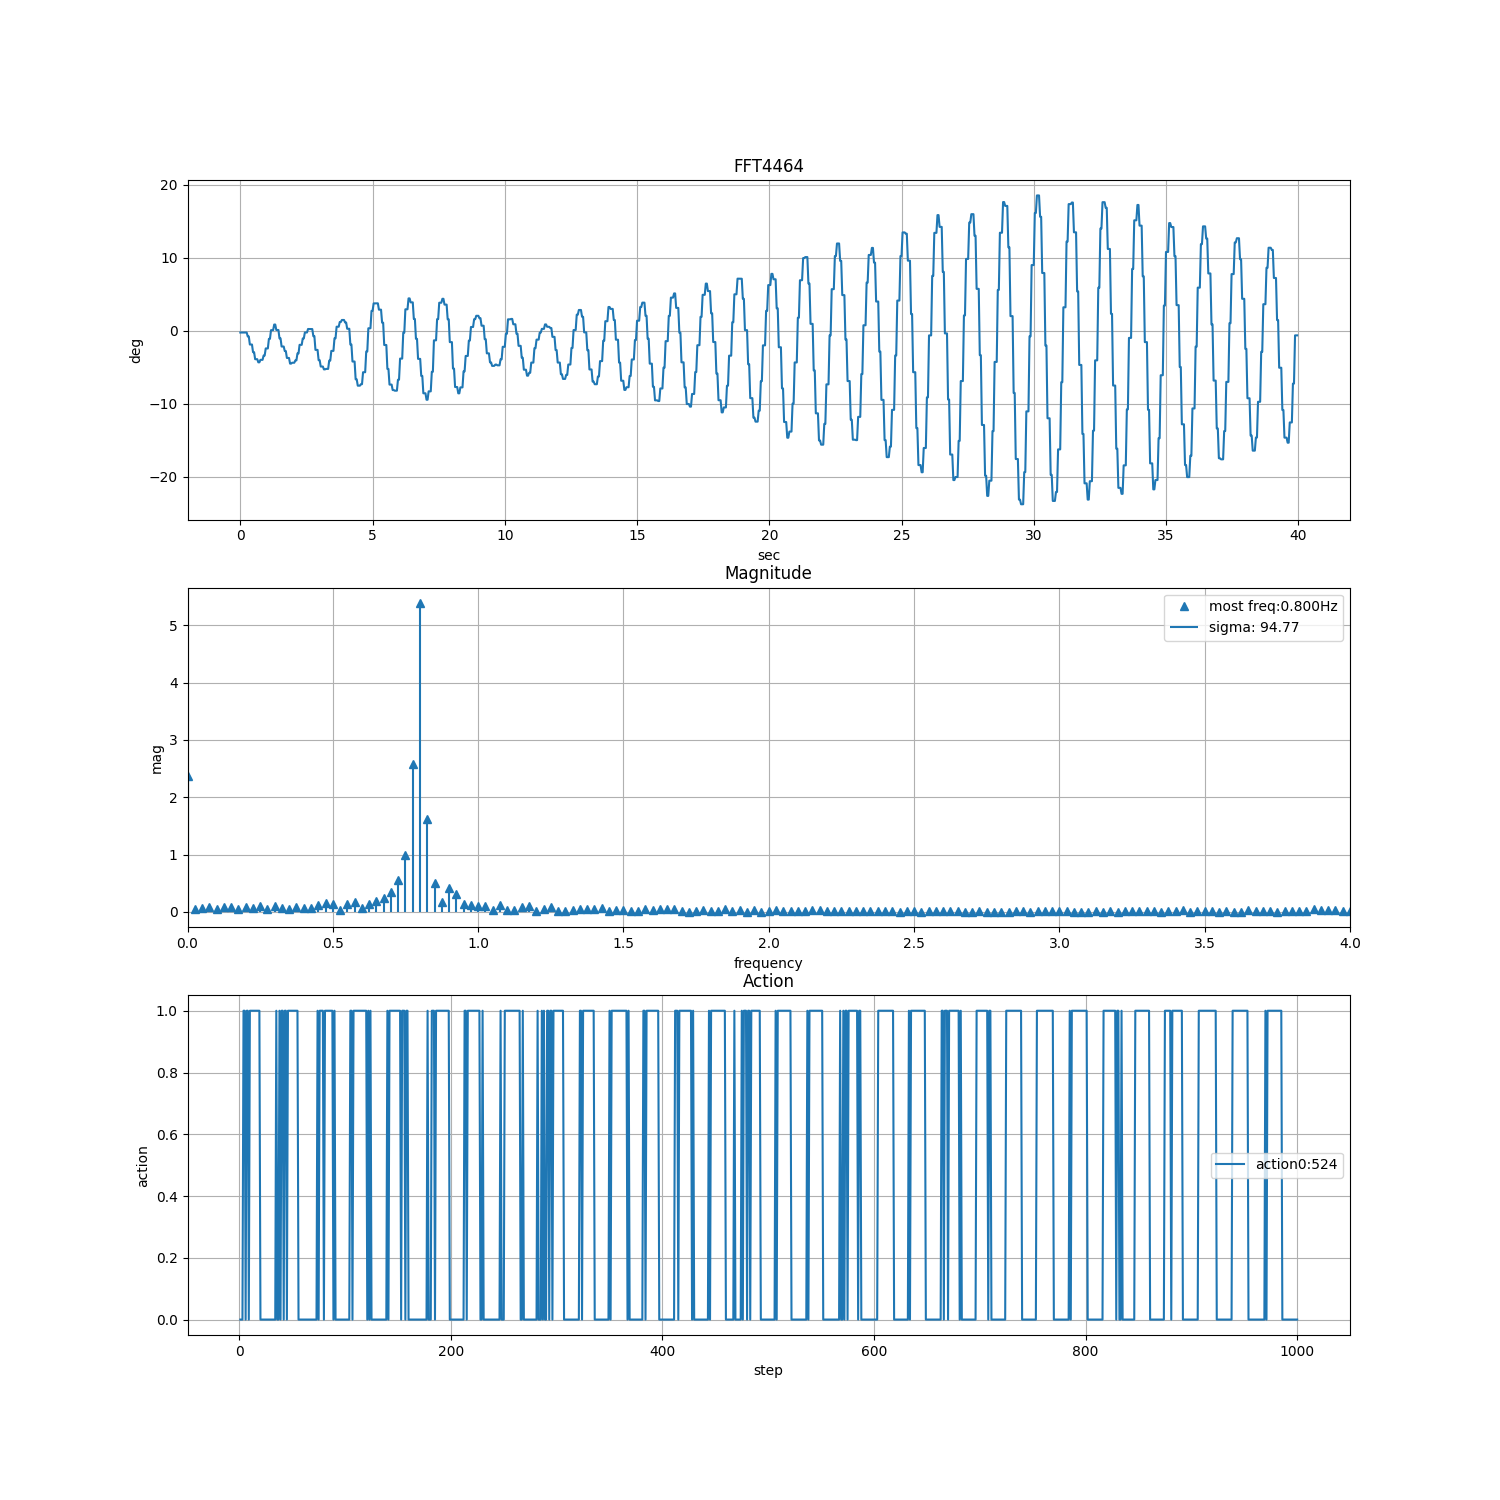 FFT4464
20
10
0
−10
−20
deg
0 5 10 15 20 25 30 35 40
sec
Magnitude
most freq:0.800Hz
sigma: 94.77
5
4
3
2
1
0
mag
0.0 0.5 1.0 1.5 2.0 2.5 3.0 3.5 4.0
frequency
Action
1.0
0.8
0.6
0.4
0.2
0.0
action
action0:524
0 200 400 600 800 1000
step